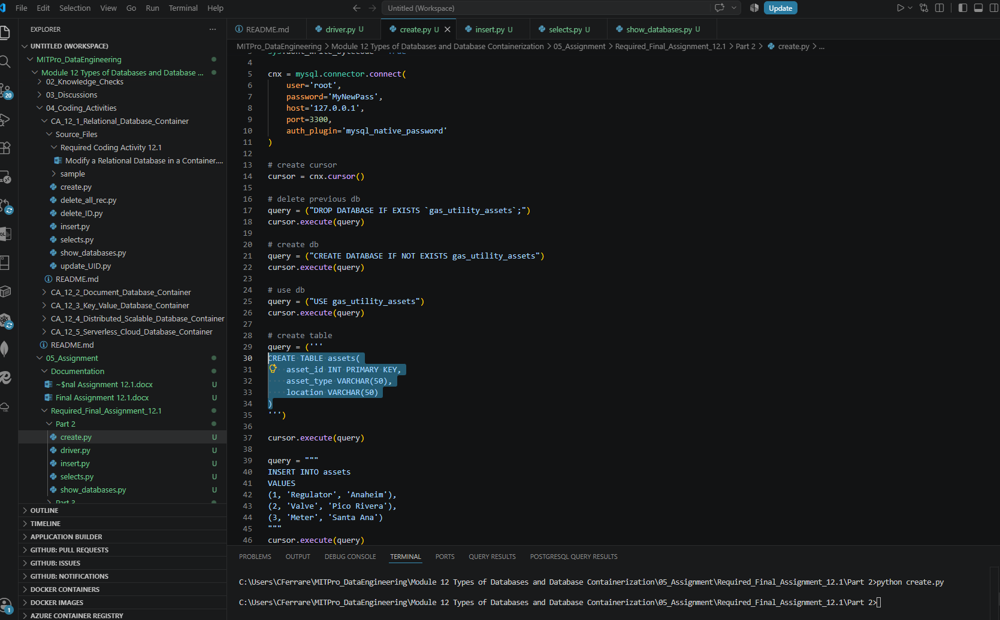 File Edit Selection View Go Run Terminal Help
Untitled (Workspace)
Update
EXPLORER
README.md
driver.py U
create.py U
insert.py U
selects.py U
show_databases.py U
MITPro_DataEngineering > Module 12 Types of Databases and Database Containerization > 05_Assignment > Required_Final_Assignment_12.1 > Part 2 > create.py > ...
UNTITLED (WORKSPACE)
MITPro_DataEngineering
Module 12 Types of Databases and Database ...
02_Knowledge_Checks
03_Discussions
04_Coding_Activities
CA_12_1_Relational_Database_Container
Source_Files
Required Coding Activity 12.1
Modify a Relational Database in a Container....
sample
create.py
delete_all_rec.py
delete_ID.py
insert.py
selects.py
show_databases.py
update_UID.py
README.md
CA_12_2_Document_Database_Container
CA_12_3_Key_Value_Database_Container
CA_12_4_Distributed_Scalable_Database_Container
CA_12_5_Serverless_Cloud_Database_Container
README.md
05_Assignment
Documentation
~$nal Assignment 12.1.docx U
Final Assignment 12.1.docx U
Required_Final_Assignment_12.1
Part 2
create.py U
driver.py U
insert.py U
selects.py U
show_databases.py U
Part 3
OUTLINE
TIMELINE
APPLICATION BUILDER
GITHUB: PULL REQUESTS
GITHUB: ISSUES
GITHUB: NOTIFICATIONS
DOCKER CONTAINERS
DOCKER IMAGES
AZURE CONTAINER REGISTRY
20
1
4
5 cnx = mysql.connector.connect(
6 user='root',
7 password='MyNewPass',
8 host='127.0.0.1',
9 port=3300,
10 auth_plugin='mysql_native_password'
11 )
12
13 # create cursor
14 cursor = cnx.cursor()
15
16 # delete previous db
17 query = ("DROP DATABASE IF EXISTS `gas_utility_assets`;")
18 cursor.execute(query)
19
20 # create db
21 query = ("CREATE DATABASE IF NOT EXISTS gas_utility_assets")
22 cursor.execute(query)
23
24 # use db
25 query = ("USE gas_utility_assets")
26 cursor.execute(query)
27
28 # create table
29 query = ('''
30 CREATE TABLE assets(
31 asset_id INT PRIMARY KEY,
32 asset_type VARCHAR(50),
33 location VARCHAR(50)
34 )
35 ''')
36
37 cursor.execute(query)
38
39 query = """
40 INSERT INTO assets
41 VALUES
42 (1, 'Regulator', 'Anaheim'),
43 (2, 'Valve', 'Pico Rivera'),
44 (3, 'Meter', 'Santa Ana')
45 """
46 cursor.execute(query)
PROBLEMS OUTPUT DEBUG CONSOLE TERMINAL PORTS QUERY RESULTS POSTGRESQL QUERY RESULTS
C:\Users\CFerrare\MITPro_DataEngineering\Module 12 Types of Databases and Database Containerization\05_Assignment\Required_Final_Assignment_12.1\Part 2>python create.py
C:\Users\CFerrare\MITPro_DataEngineering\Module 12 Types of Databases and Database Containerization\05_Assignment\Required_Final_Assignment_12.1\Part 2>